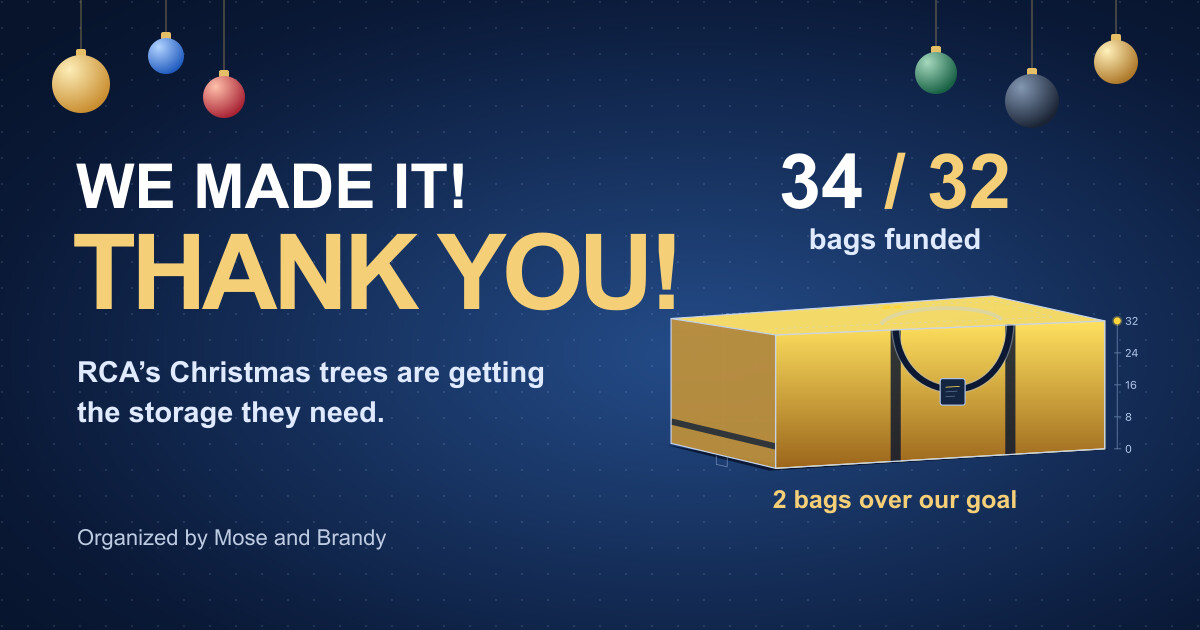 WE MADE IT!
THANK YOU!
RCA’s Christmas trees are getting
the storage they need.
Organized by Mose and Brandy
34 / 32
bags funded
32
24
16
8
0
2 bags over our goal